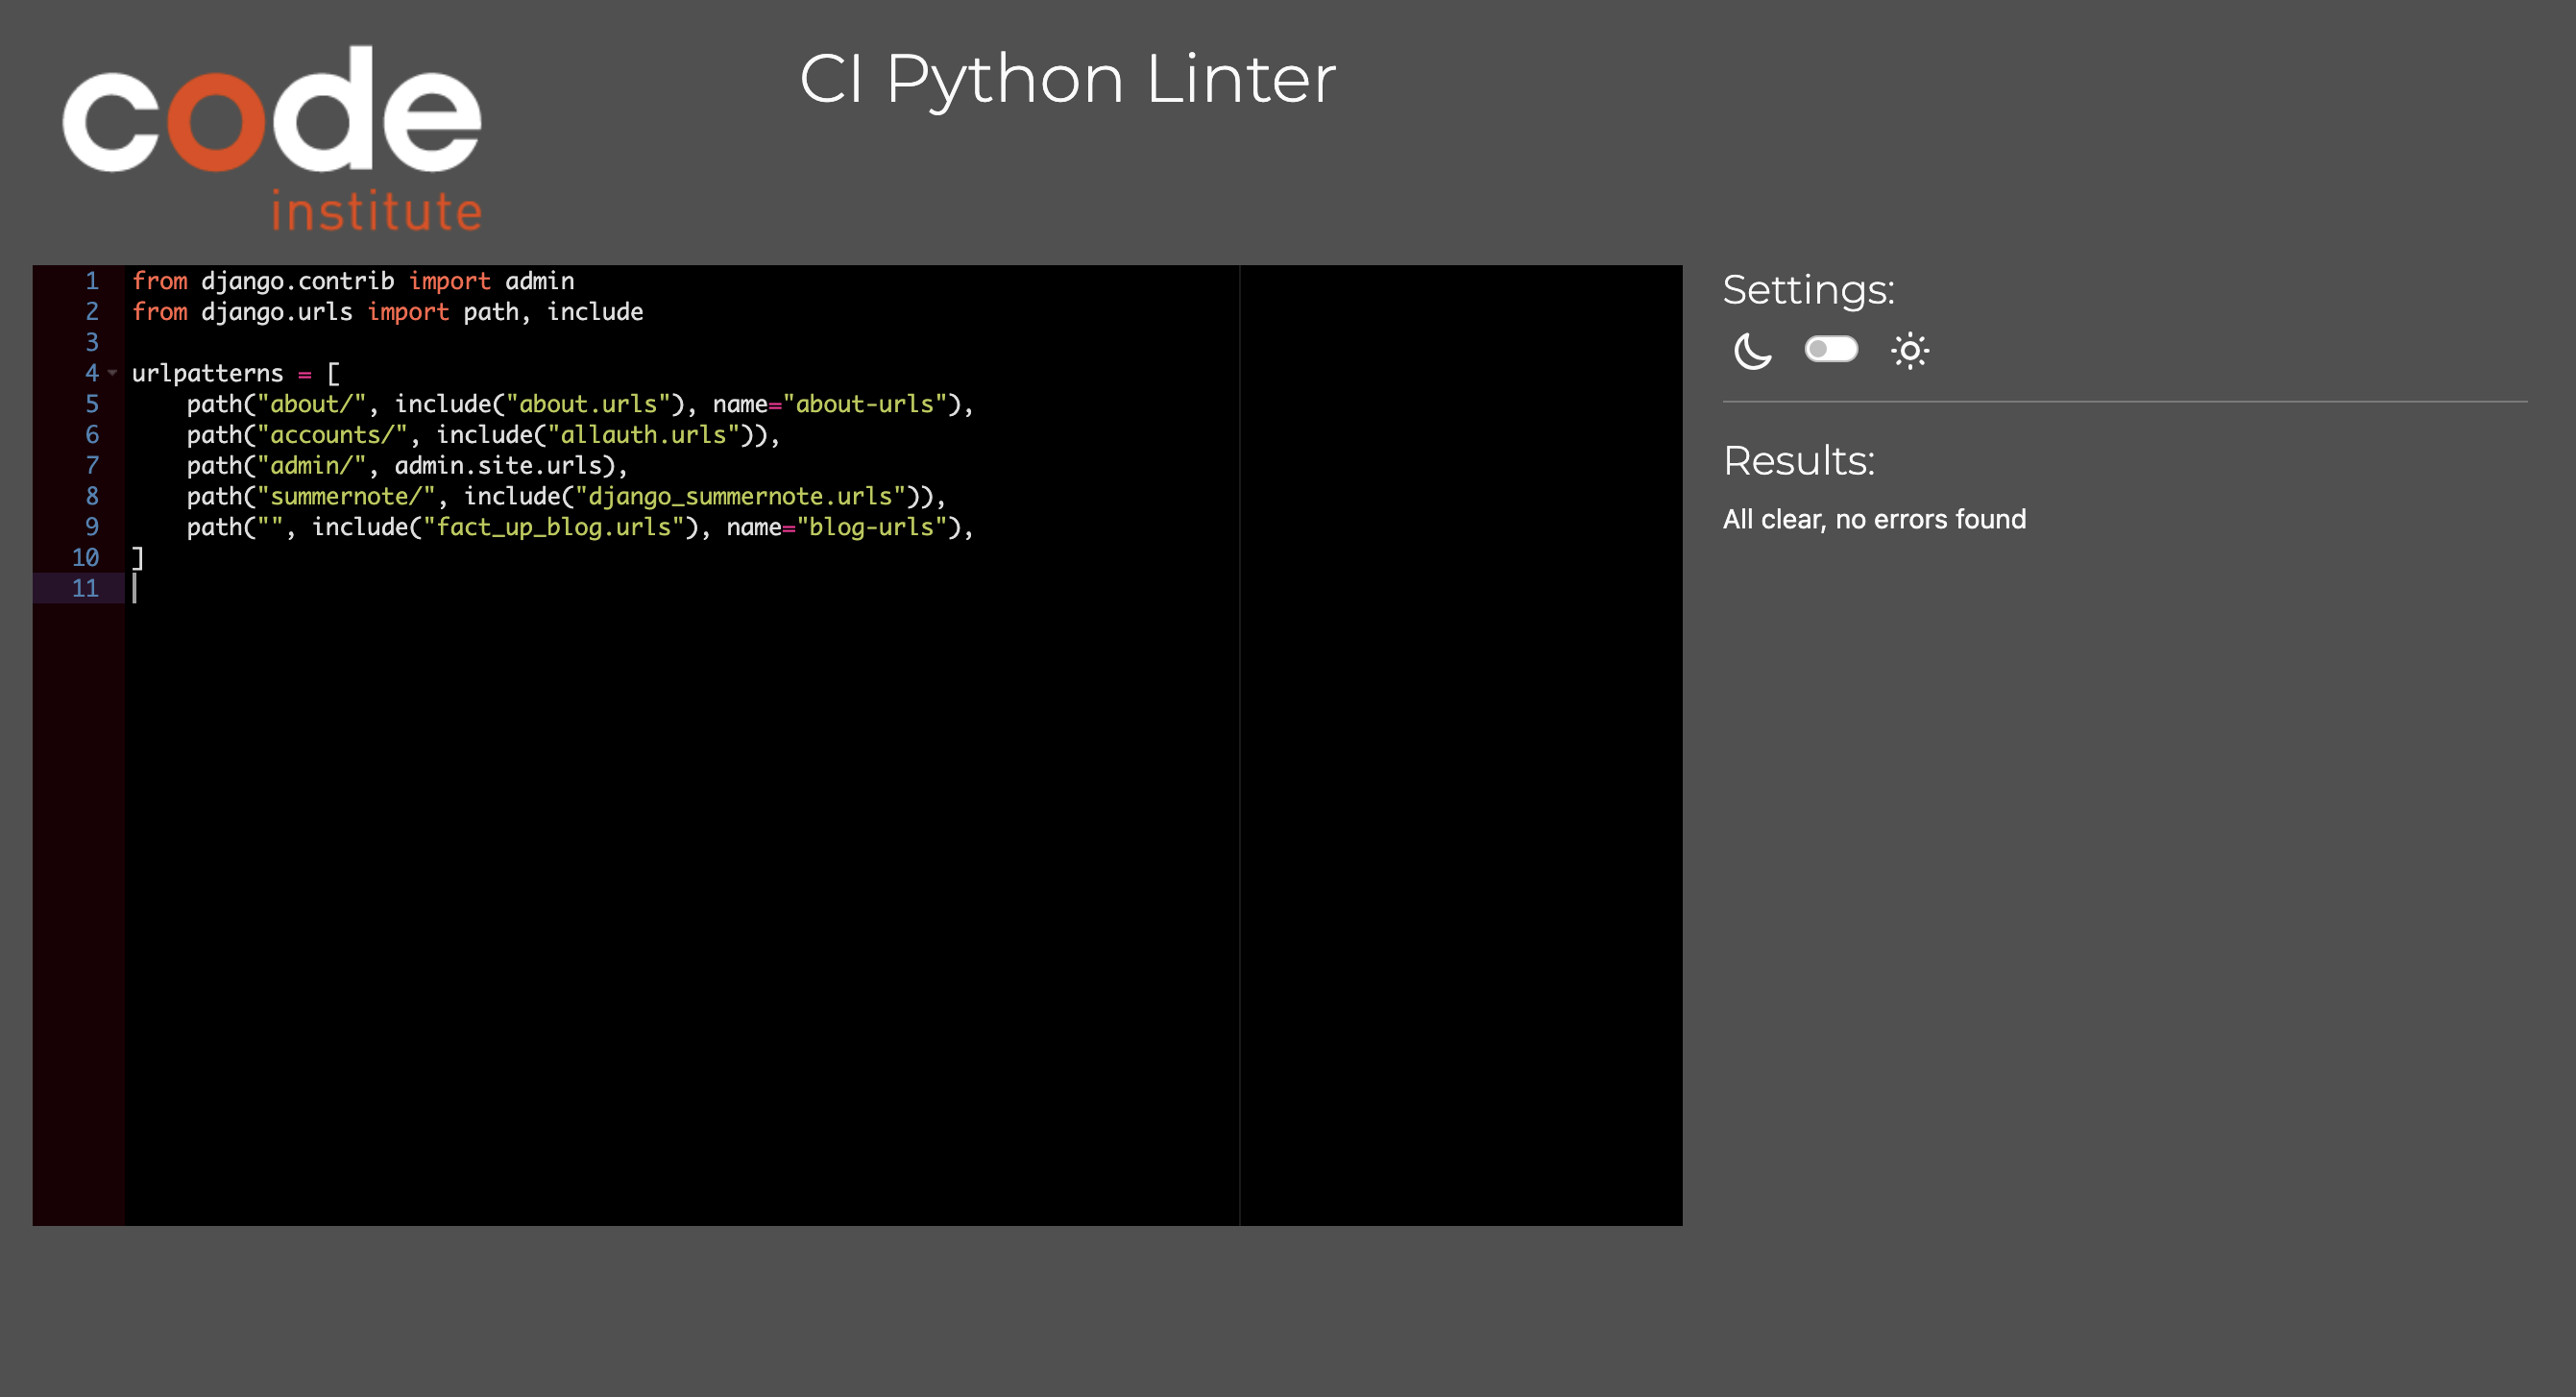 code
institute
CI Python Linter
1 from django.contrib import admin
2 from django.urls import path, include
3
4 urlpatterns = [
5     path("about/", include("about.urls"), name="about-urls"),
6     path("accounts/", include("allauth.urls")),
7     path("admin/", admin.site.urls),
8     path("summernote/", include("django_summernote.urls")),
9     path("", include("fact_up_blog.urls"), name="blog-urls"),
10 ]
11
Settings:
Results:
All clear, no errors found